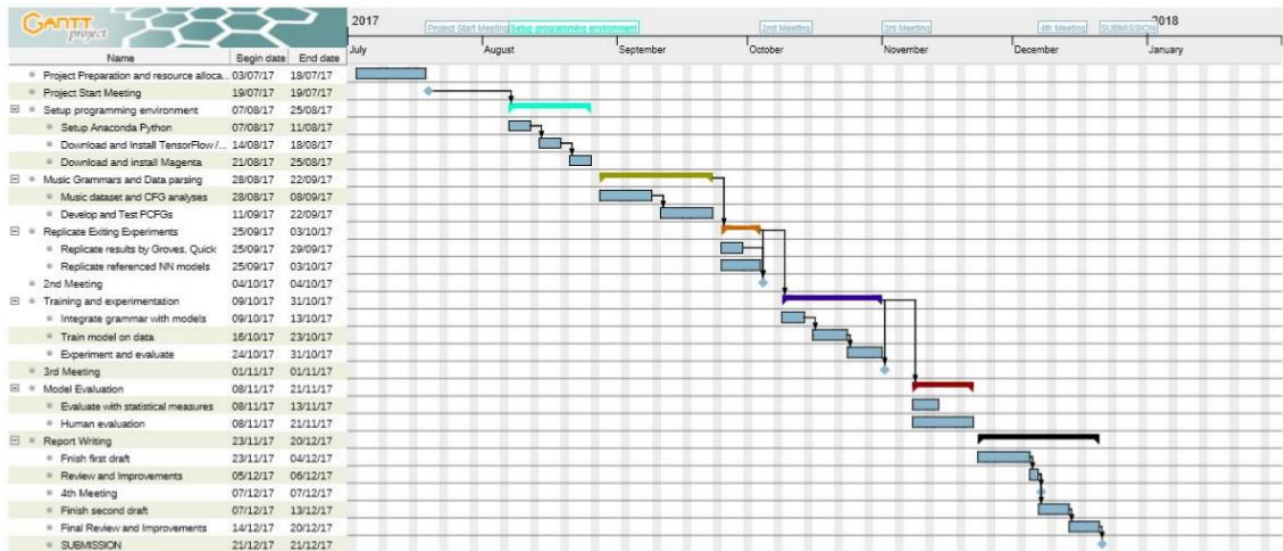 GANTT project
2017
2018
Project Start Meeting Setup programming environment 2nd Meeting 3rd Meeting 4th Meeting SUBMISSION
July August September October November December January
Name Begin date End date
Project Preparation and resource alloca... 03/07/17 18/07/17
Project Start Meeting 19/07/17 19/07/17
Setup programming environment 07/08/17 25/08/17
Setup Anaconda Python 07/08/17 11/08/17
Download and Install TensorFlow /... 14/08/17 18/08/17
Download and install Magenta 21/08/17 25/08/17
Music Grammars and Data parsing 28/08/17 22/09/17
Music dataset and CFG analyses 28/08/17 08/09/17
Develop and Test PCFGs 11/09/17 22/09/17
Replicate Exiting Experiments 25/09/17 03/10/17
Replicate results by Groves, Quick 25/09/17 29/09/17
Replicate referenced NN models 25/09/17 03/10/17
2nd Meeting 04/10/17 04/10/17
Training and experimentation 09/10/17 31/10/17
Integrate grammar with models 09/10/17 13/10/17
Train model on data 16/10/17 23/10/17
Experiment and evaluate 24/10/17 31/10/17
3rd Meeting 01/11/17 01/11/17
Model Evaluation 08/11/17 21/11/17
Evaluate with statistical measures 08/11/17 13/11/17
Human evaluation 08/11/17 21/11/17
Report Writing 23/11/17 20/12/17
Fnish first draft 23/11/17 04/12/17
Review and Improvements 05/12/17 06/12/17
4th Meeting 07/12/17 07/12/17
Finish second draft 07/12/17 13/12/17
Final Review and Improvements 14/12/17 20/12/17
SUBMISSION 21/12/17 21/12/17